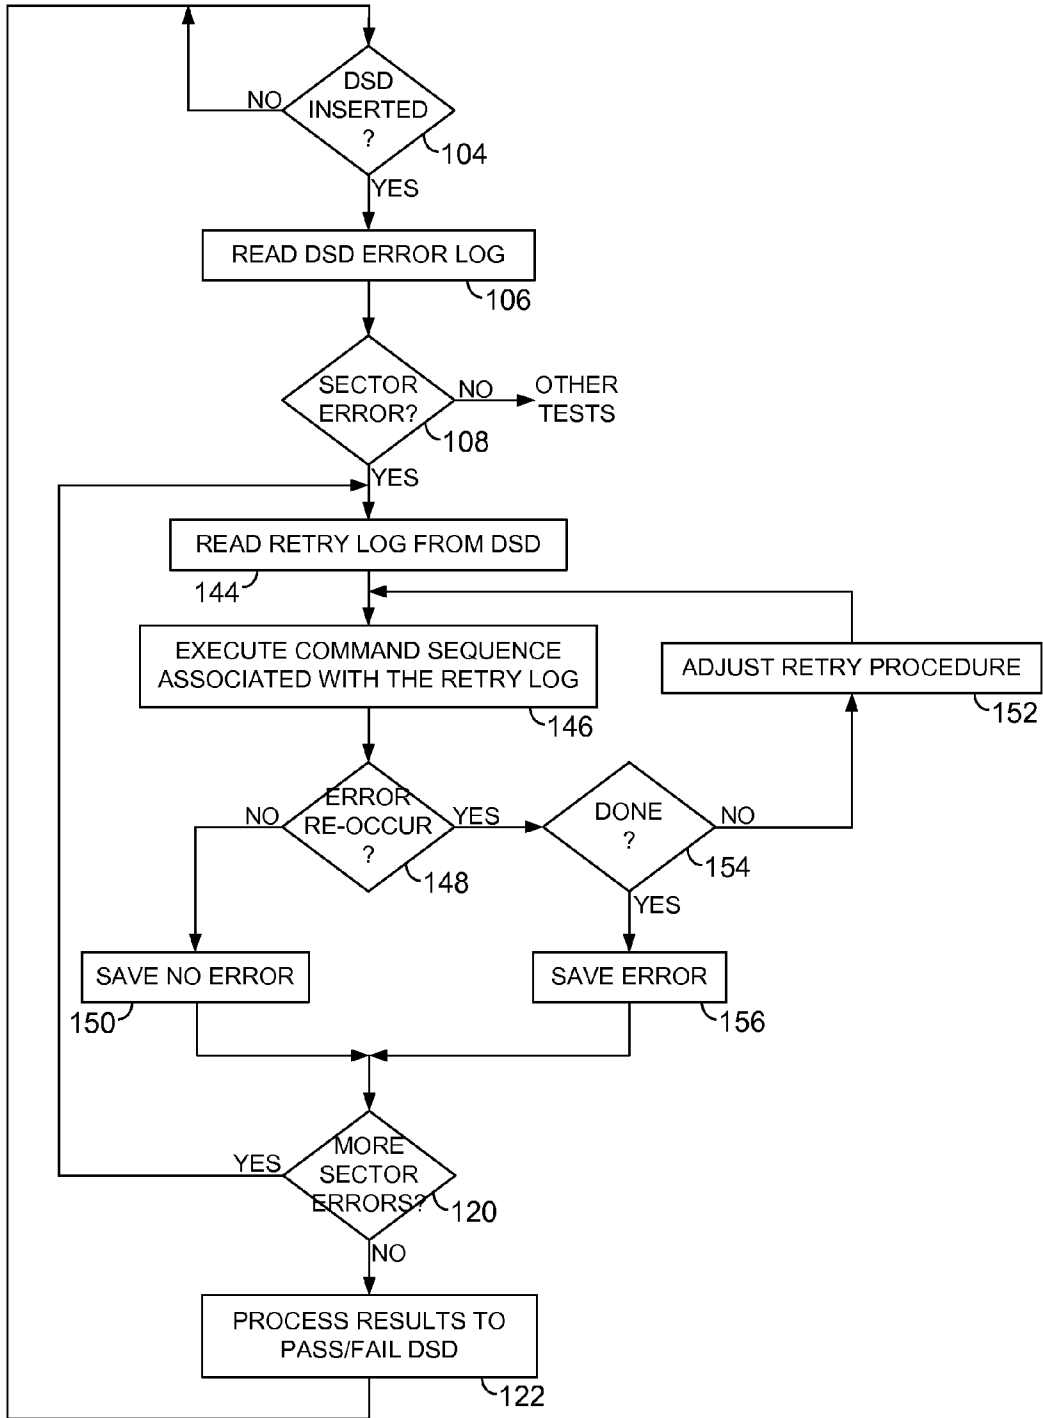 DSD
INSERTED
?
NO
104
YES
READ DSD ERROR LOG
106
SECTOR
ERROR?
NO
OTHER
TESTS
108
YES
READ RETRY LOG FROM DSD
144
EXECUTE COMMAND SEQUENCE
ASSOCIATED WITH THE RETRY LOG
146
ADJUST RETRY PROCEDURE
152
ERROR
RE-OCCUR
?
NO
YES
148
DONE
?
NO
154
YES
SAVE NO ERROR
150
SAVE ERROR
156
MORE
SECTOR
ERRORS?
YES
120
NO
PROCESS RESULTS TO
PASS/FAIL DSD
122